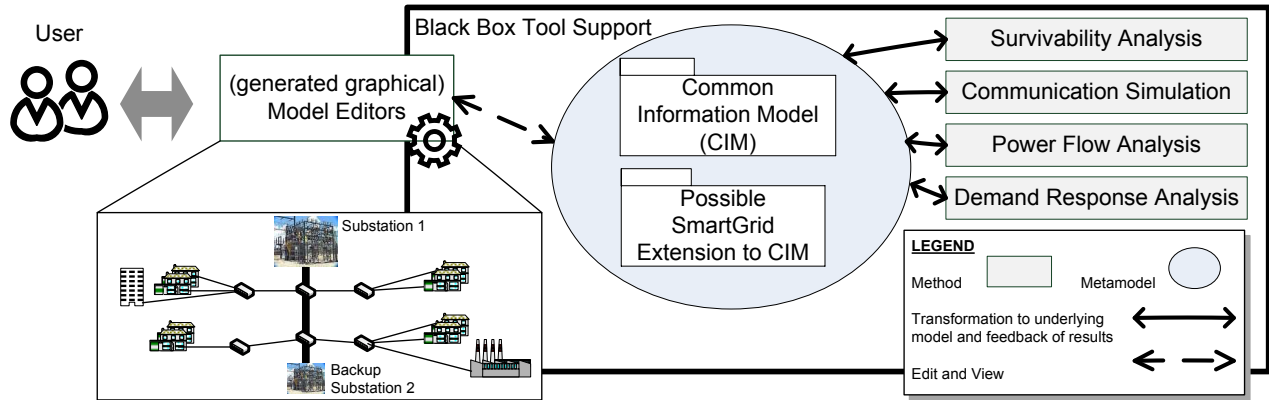 User
Black Box Tool Support
(generated graphical)
Model Editors
Common
Information Model
(CIM)
Possible
SmartGrid
Extension to CIM
Survivability Analysis
Communication Simulation
Power Flow Analysis
Demand Response Analysis
Substation 1
Backup
Substation 2
LEGEND
Method
Metamodel
Transformation to underlying
model and feedback of results
Edit and View